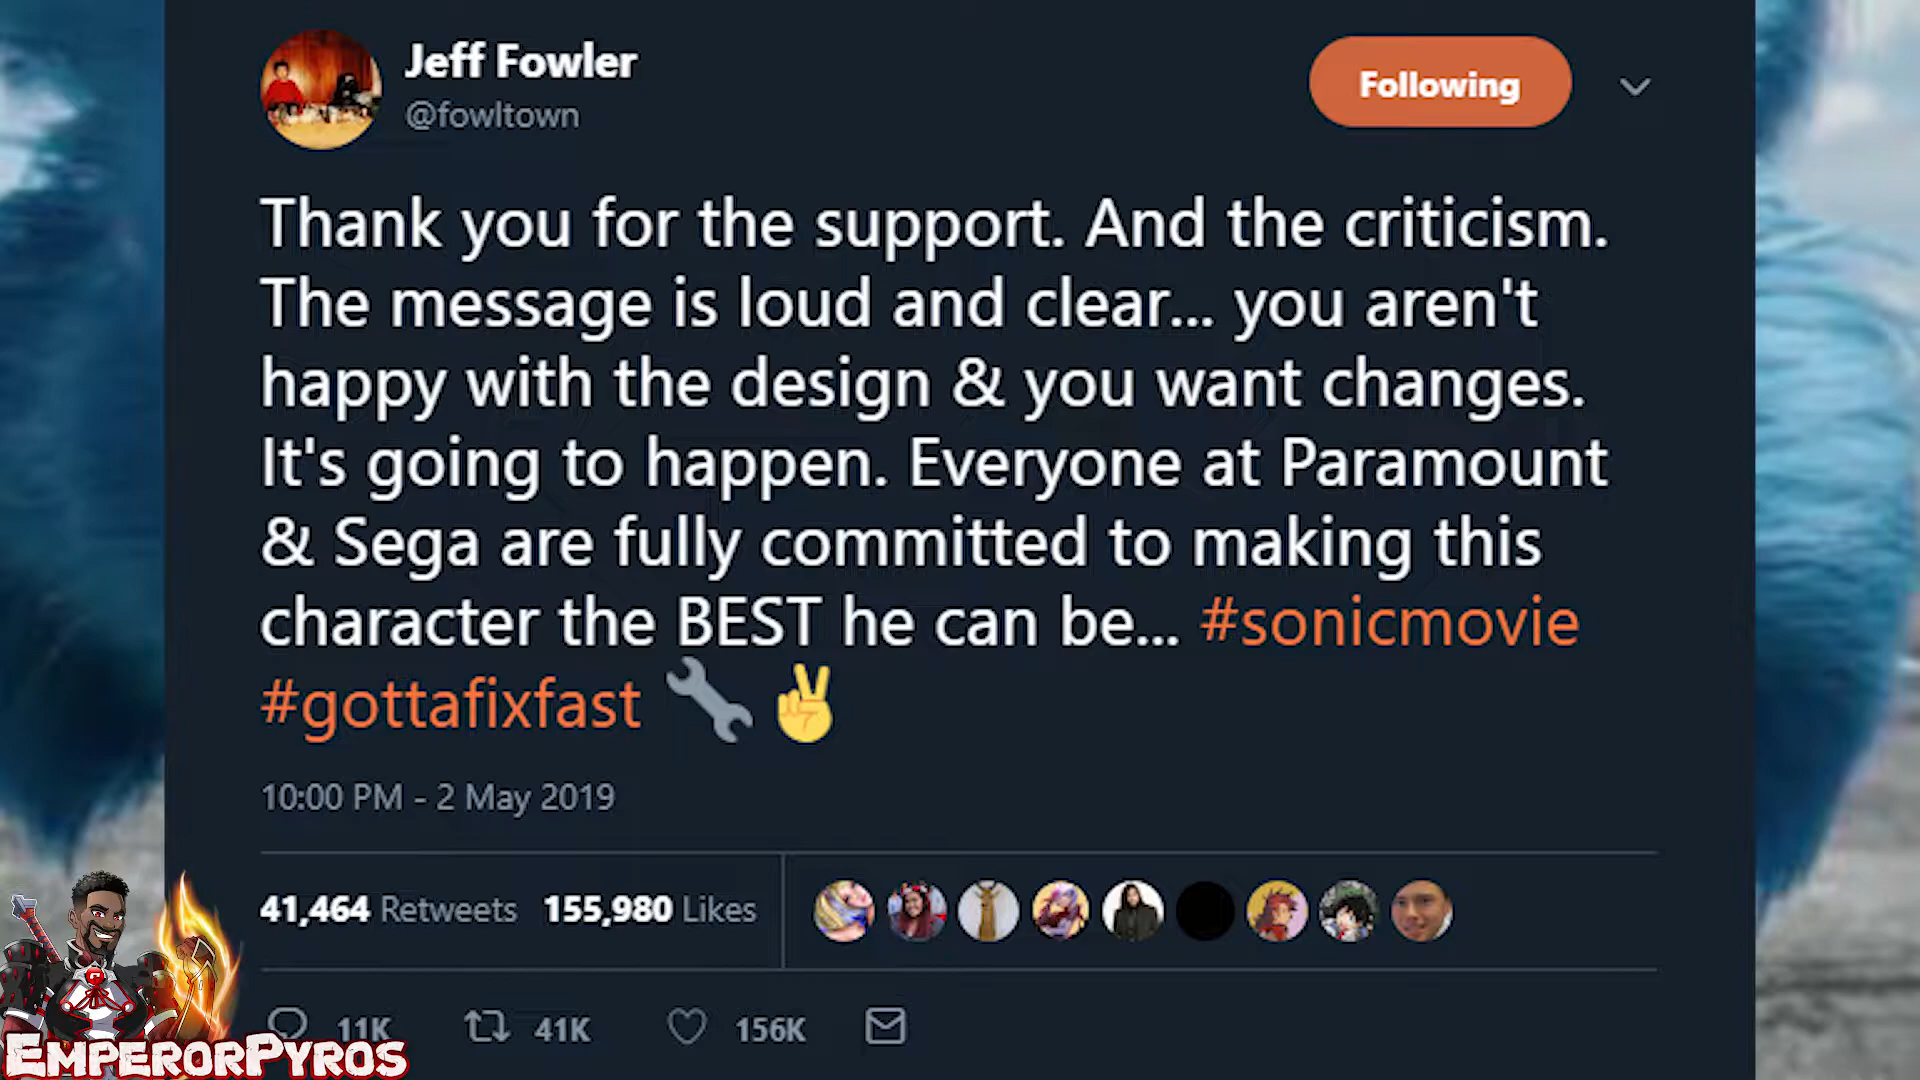 Jeff Fowler
@fowltown
Following
Thank you for the support. And the criticism.
The message is loud and clear... you aren't
happy with the design & you want changes.
It's going to happen. Everyone at Paramount
& Sega are fully committed to making this
character the BEST he can be... #sonicmovie
#gottafixfast 🔧✌
10:00 PM - 2 May 2019
41,464 Retweets 155,980 Likes
11K 41K 156K
EMPERORPYROS